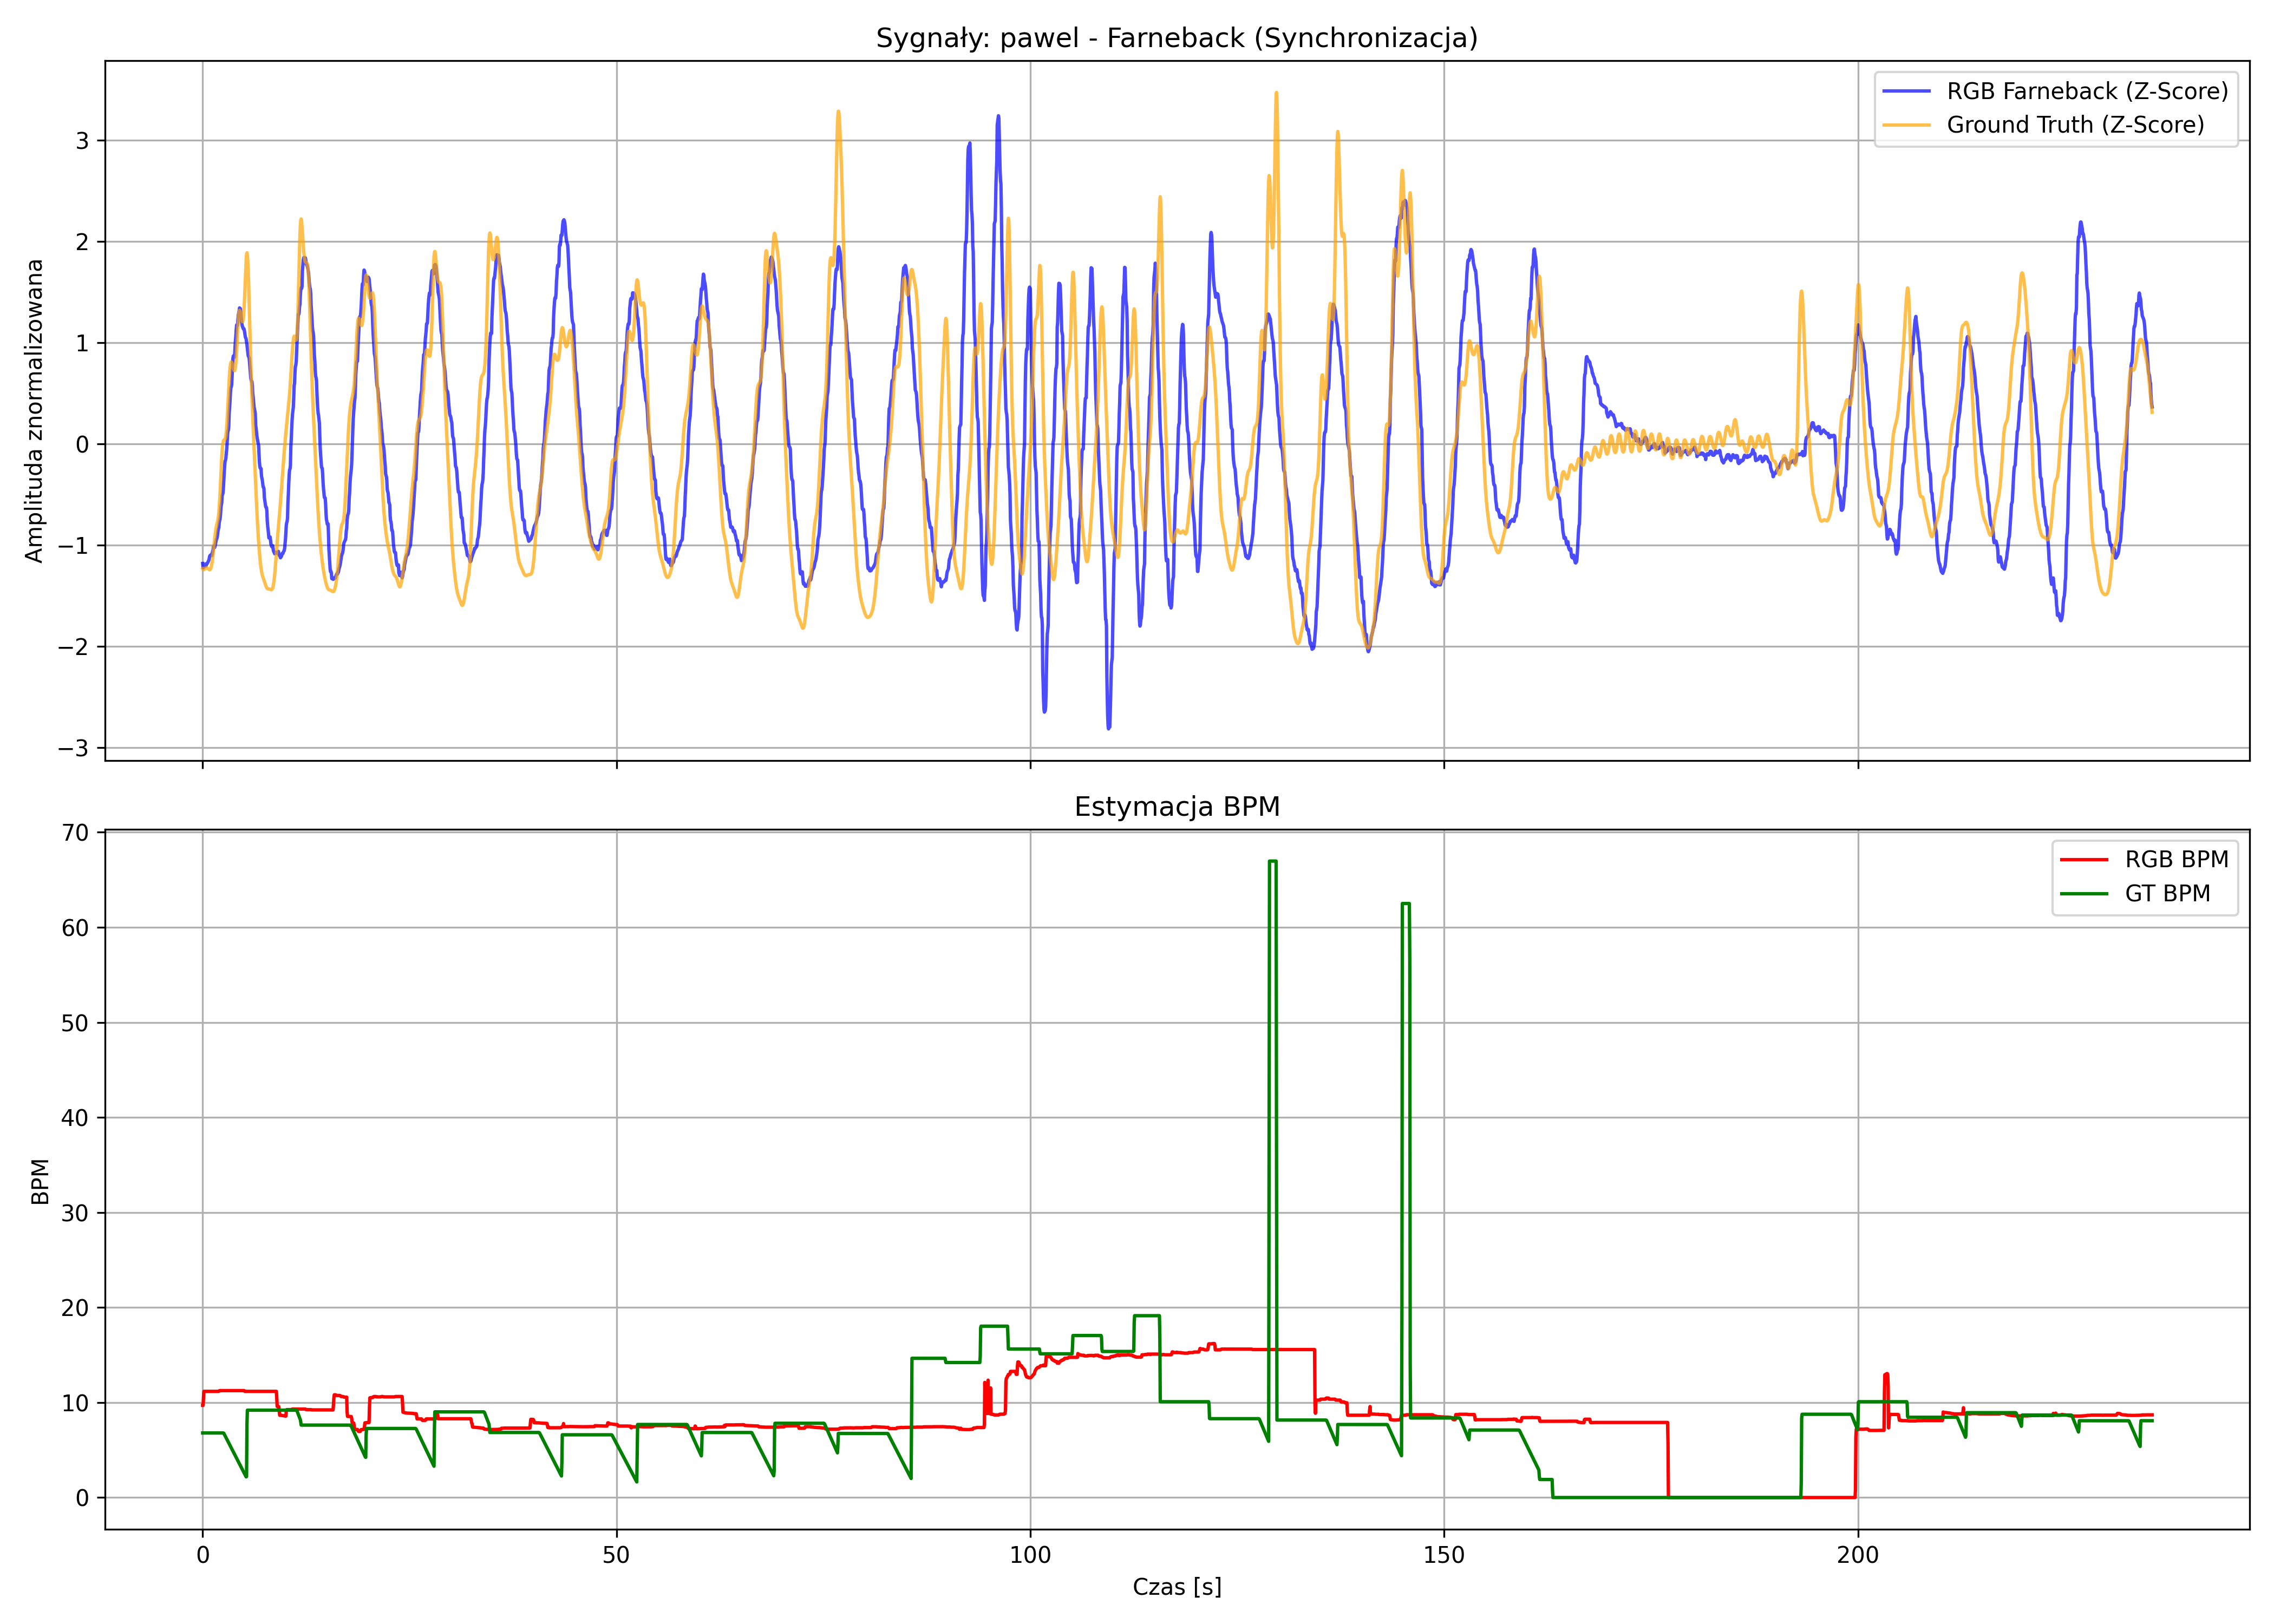 Sygnały: pawel - Farneback (Synchronizacja)
RGB Farneback (Z-Score)
Ground Truth (Z-Score)
Amplituda znormalizowana
3
2
1
0
−1
−2
−3
Estymacja BPM
RGB BPM
GT BPM
BPM
70
60
50
40
30
20
10
0
0
50
100
150
200
Czas [s]